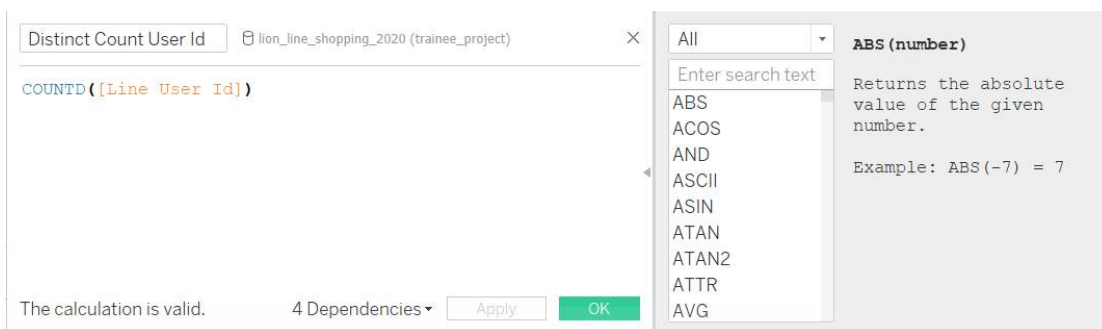 Distinct Count User Id
lion_line_shopping_2020 (trainee_project)
COUNTD([Line User Id])
The calculation is valid.
4 Dependencies
Apply
OK
All
Enter search text
ABS
ACOS
AND
ASCII
ASIN
ATAN
ATAN2
ATTR
AVG
ABS(number)
Returns the absolute
value of the given
number.
Example: ABS(-7) = 7